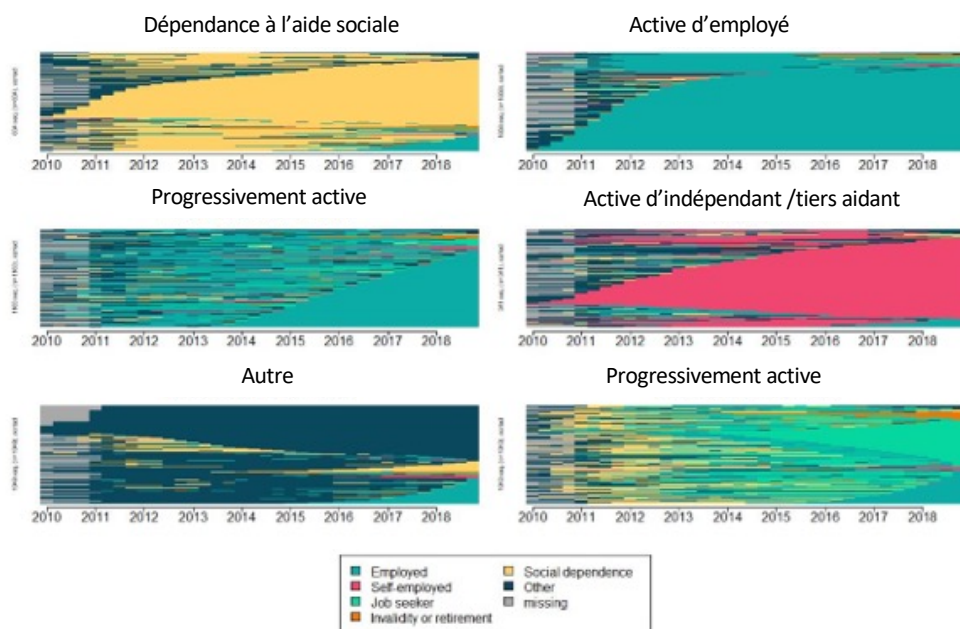 Dépendance à l’aide sociale
Active d’employé
2010 2011 2012 2013 2014 2015 2016 2017 2018
2010 2011 2012 2013 2014 2015 2016 2017 2018
Progressivement active
Active d’indépendant /tiers aidant
2010 2011 2012 2013 2014 2015 2016 2017 2018
2010 2011 2012 2013 2014 2015 2016 2017 2018
Autre
Progressivement active
2010 2011 2012 2013 2014 2015 2016 2017 2018
2010 2011 2012 2013 2014 2015 2016 2017 2018
Employed
Self-employed
Job seeker
Invalidity or retirement
Social dependence
Other
missing